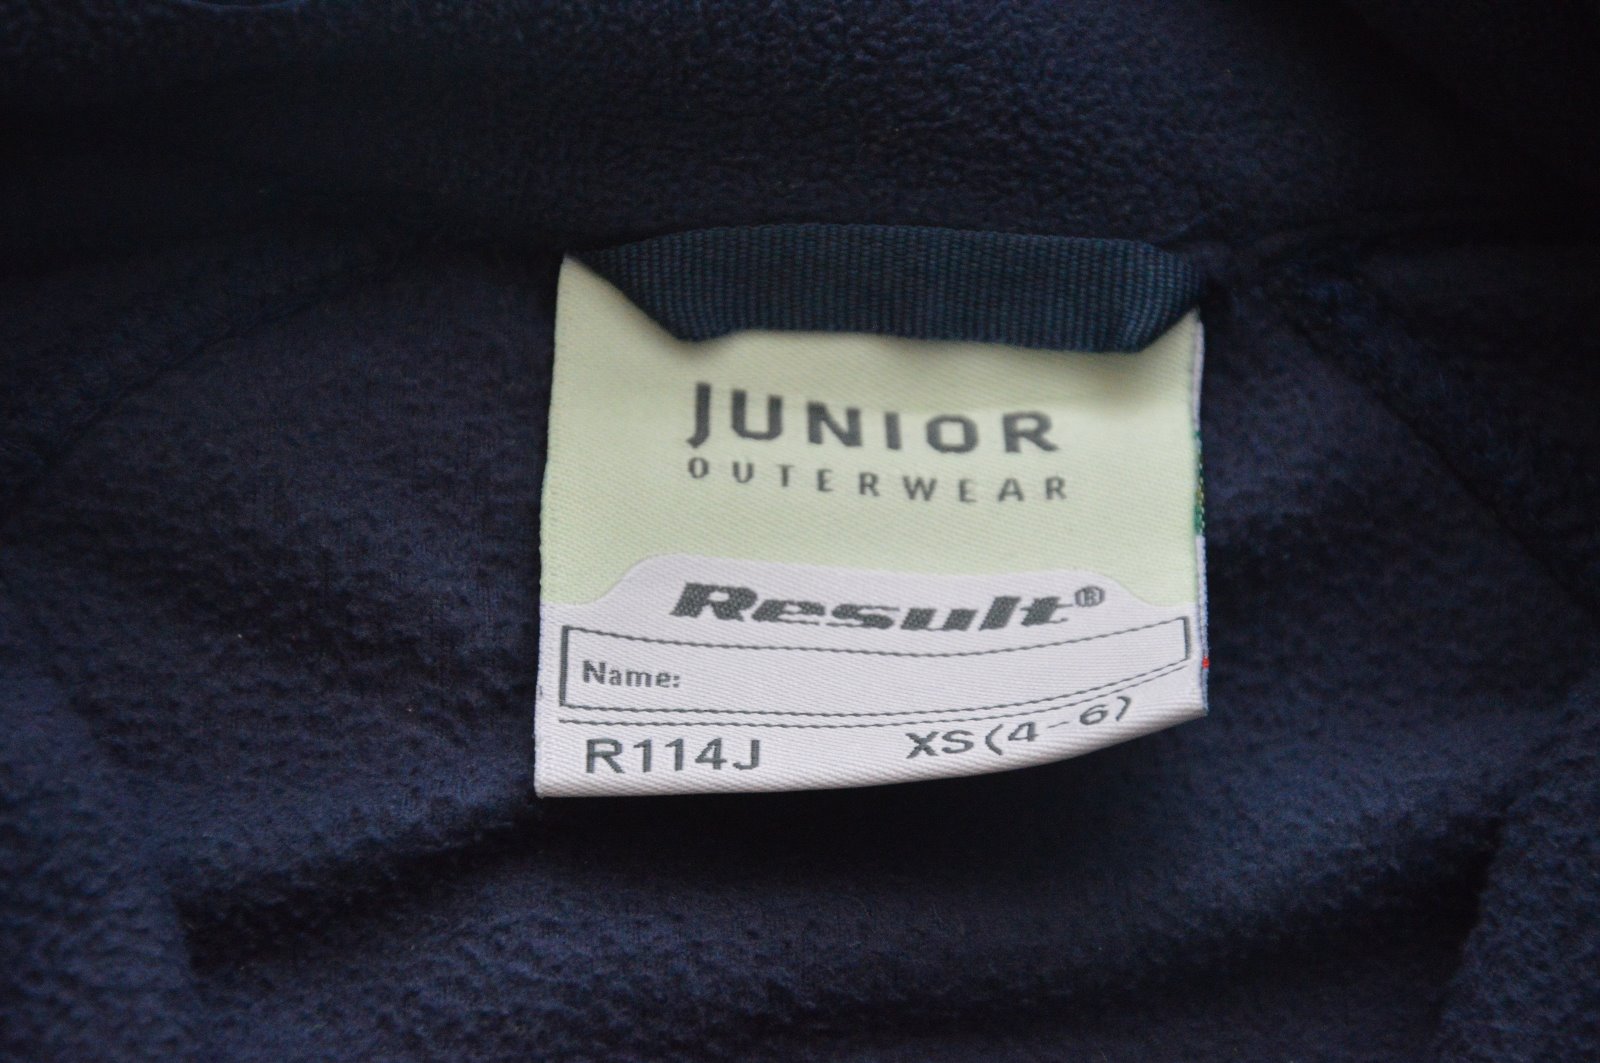 JUNIOR
OUTERWEAR
Result®
Name:
R114J XS(4-6)